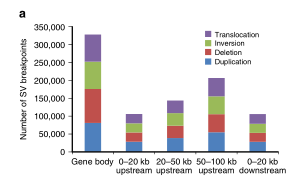 a
350,000
300,000
250,000
200,000
150,000
100,000
50,000
0
Number of SV breakpoints
Translocation
Inversion
Deletion
Duplication
Gene body 0–20 kb 20–50 kb 50–100 kb 0–20 kb
upstream upstream upstream downstream